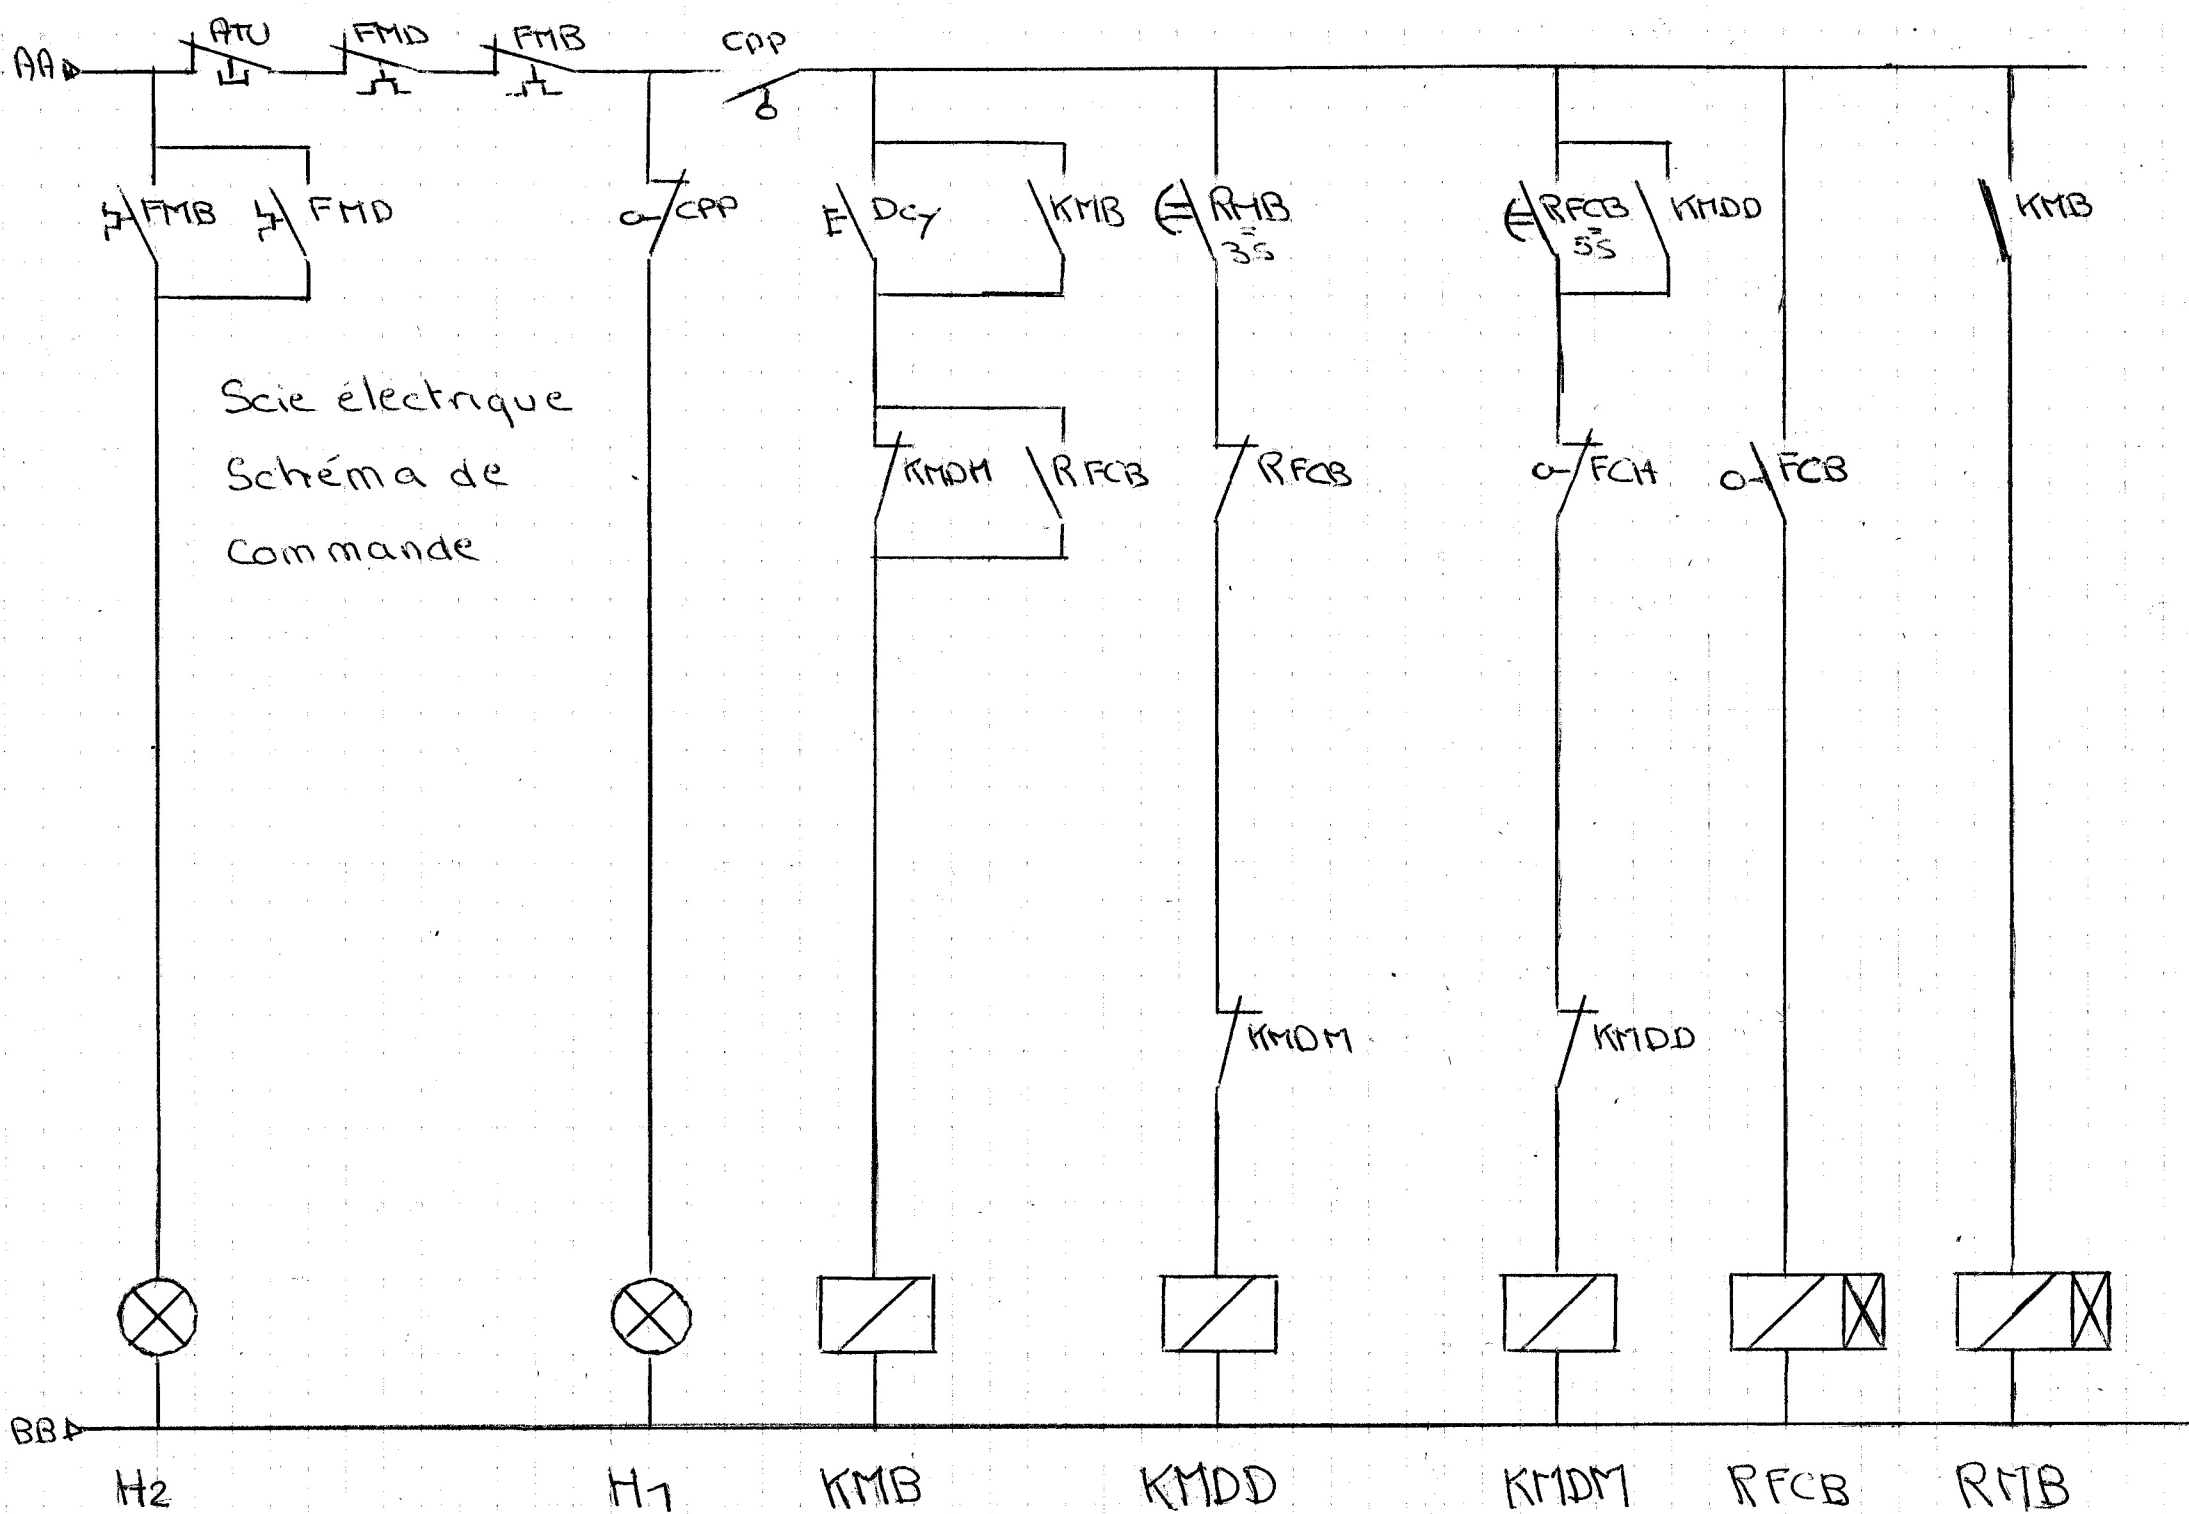 AA
ATU
FMD
FMB
CPP
FMB
FMD
CPP
DCY
KMB
RMB
3S
RFCB
5S
KMDD
KMB
Scie électrique
Schéma de
Commande
KMDM
RFCB
RFCB
FCH
FCB
KMDM
KMDD
BB
H2
H1
KMB
KMDD
KMDM
RFCB
RMB